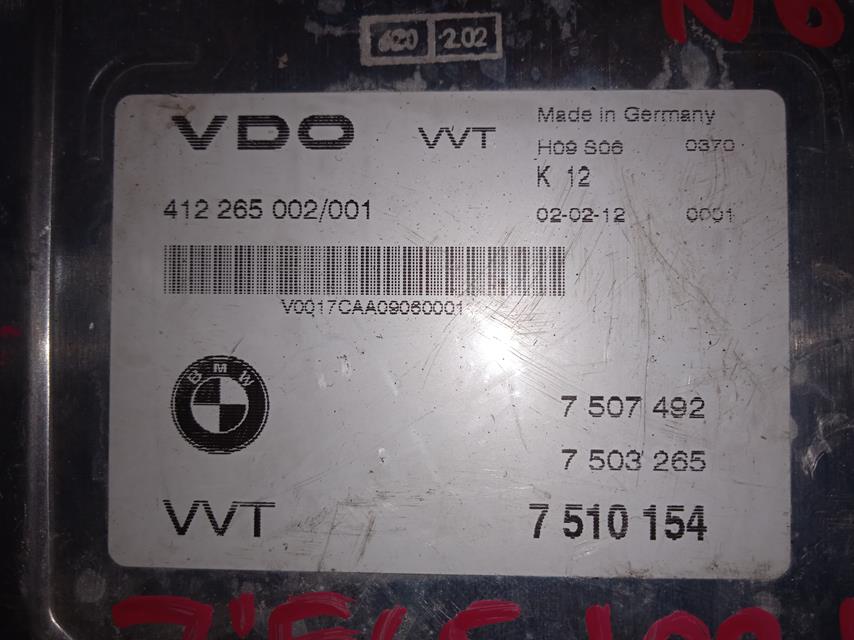 620 2.02
VDO VVT Made in Germany
H09 S06 0370
K 12
412 265 002/001 02-02-12 0001
V0017CAA09060001
BMW
7 507 492
7 503 265
VVT 7 510 154